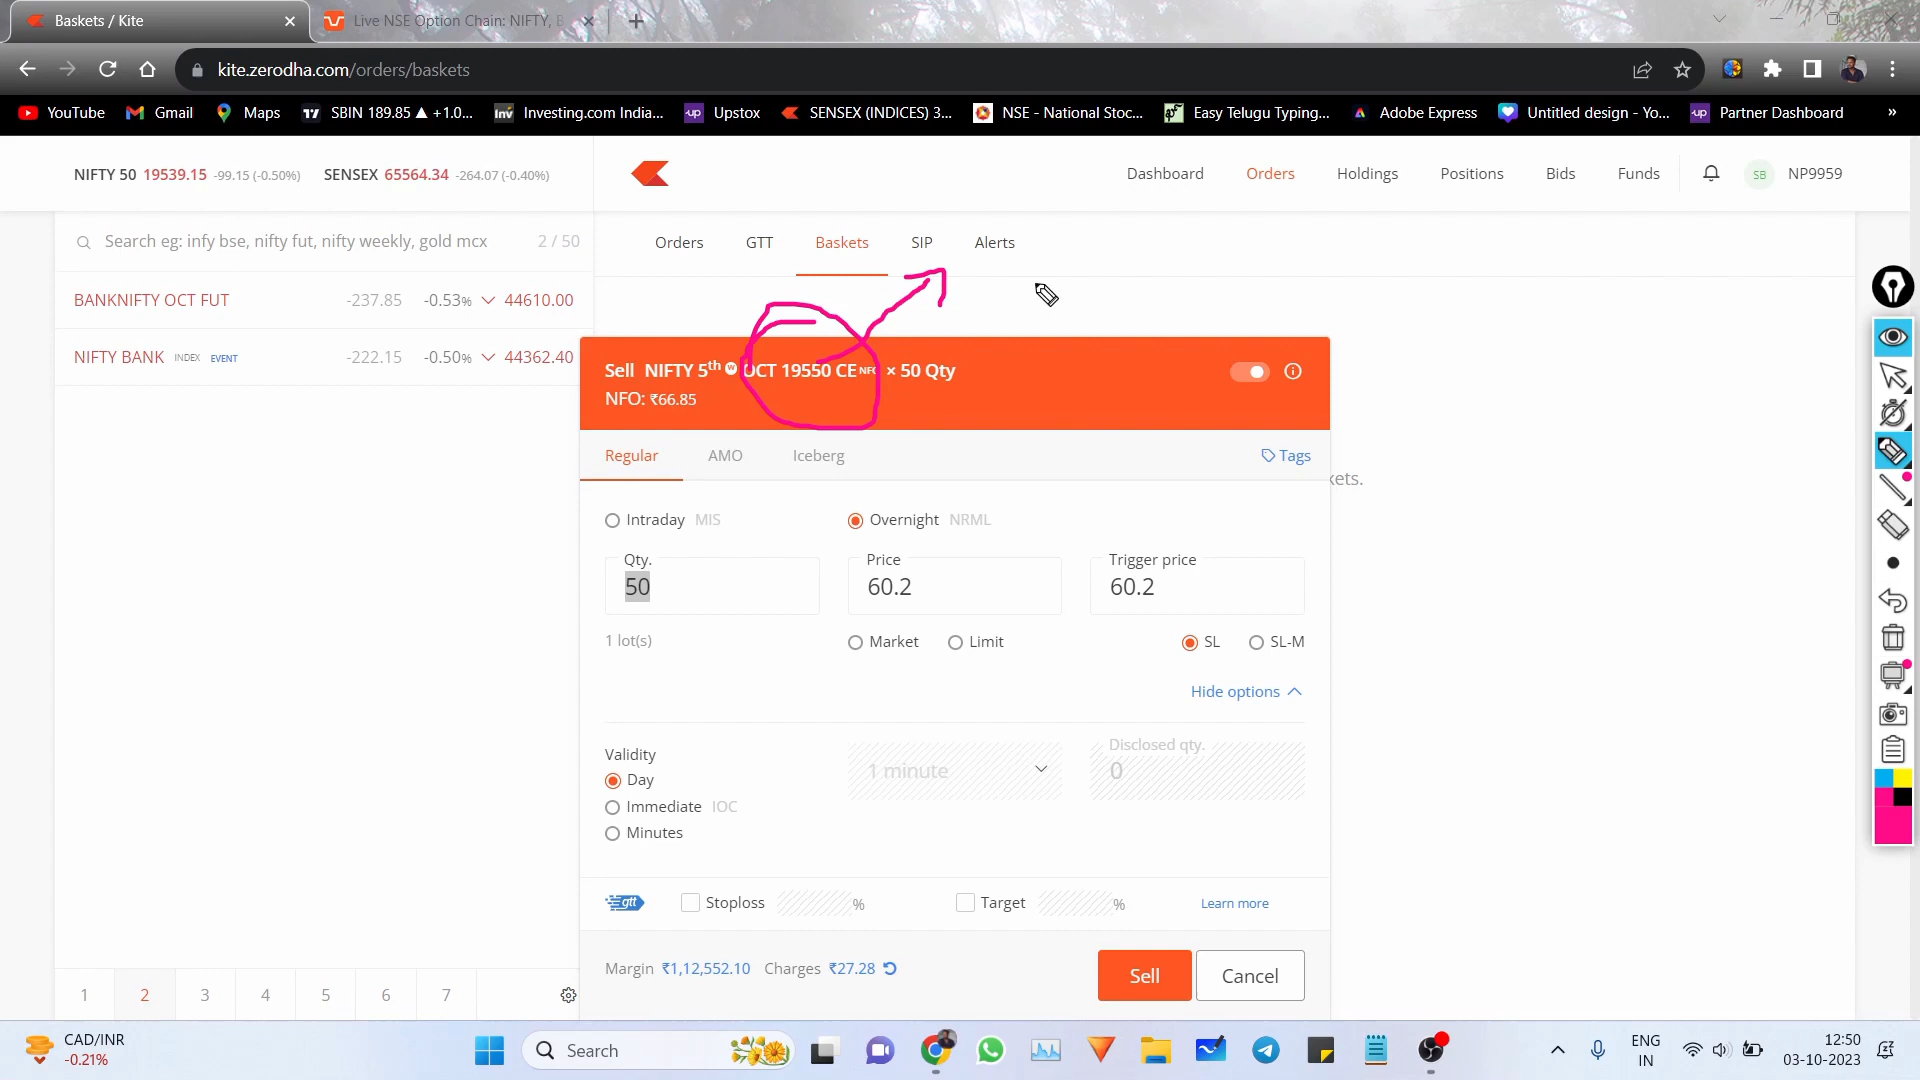 Baskets / Kite
Live NSE Option Chain: NIFTY, B
kite.zerodha.com/orders/baskets
YouTube Gmail Maps SBIN 189.85 ▲ +1.0... Investing.com India... Upstox SENSEX (INDICES) 3... NSE - National Stoc... Easy Telugu Typing... Adobe Express Untitled design - Yo... Partner Dashboard »
NIFTY 50 19539.15 -99.15 (-0.50%) SENSEX 65564.34 -264.07 (-0.40%)
Dashboard Orders Holdings Positions Bids Funds SB NP9959
Search eg: infy bse, nifty fut, nifty weekly, gold mcx 2 / 50
Orders GTT Baskets SIP Alerts
BANKNIFTY OCT FUT -237.85 -0.53% 44610.00
NIFTY BANK INDEX EVENT -222.15 -0.50% 44362.40
Sell NIFTY 5th W OCT 19550 CE NFO × 50 Qty
NFO: ₹66.85
Regular AMO Iceberg Tags
kets.
Intraday MIS Overnight NRML
Qty. Price Trigger price
50 60.2 60.2
1 lot(s) Market Limit SL SL-M
Hide options
Validity Disclosed qty.
Day 1 minute 0
Immediate IOC
Minutes
gtt Stoploss % Target % Learn more
Margin ₹1,12,552.10 Charges ₹27.28 Sell Cancel
1 2 3 4 5 6 7
CAD/INR
-0.21%
Search
ENG
IN
12:50
03-10-2023